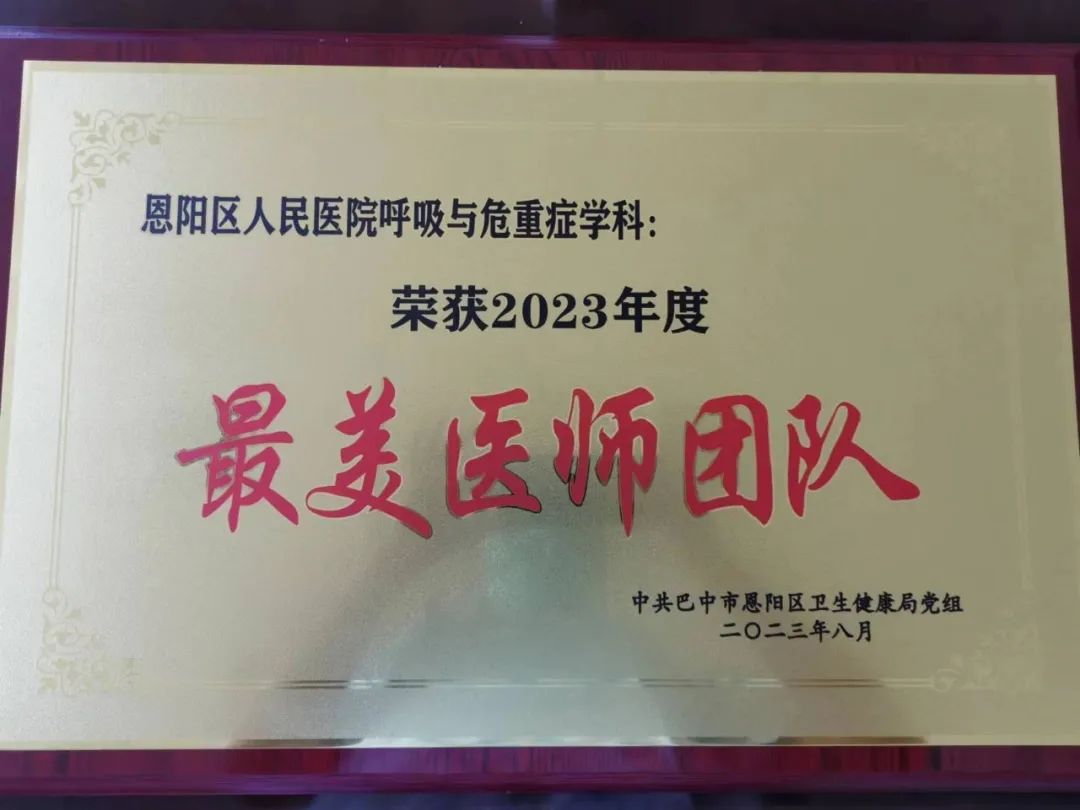 恩阳区人民医院呼吸与危重症学科：
荣获2023年度
最美医师团队
中共巴中市恩阳区卫生健康局党组
二〇二三年八月